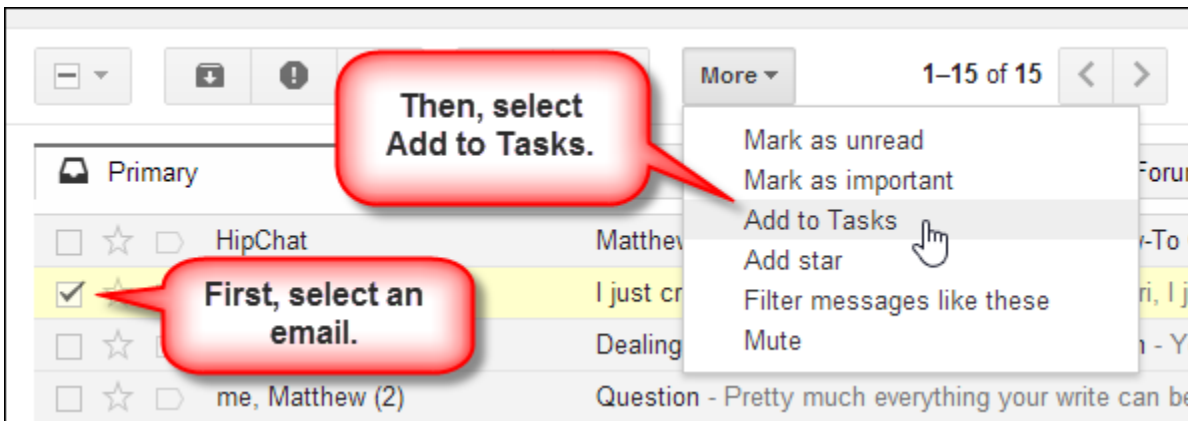 More
1–15 of 15
Then, select
Add to Tasks.
Mark as unread
Primary
Mark as important
Add to Tasks
HipChat
Add star
First, select an
email.
I just
Filter messages like these
Dealing
Mute
me, Matthew (2)
Question - Pretty much everything your write can